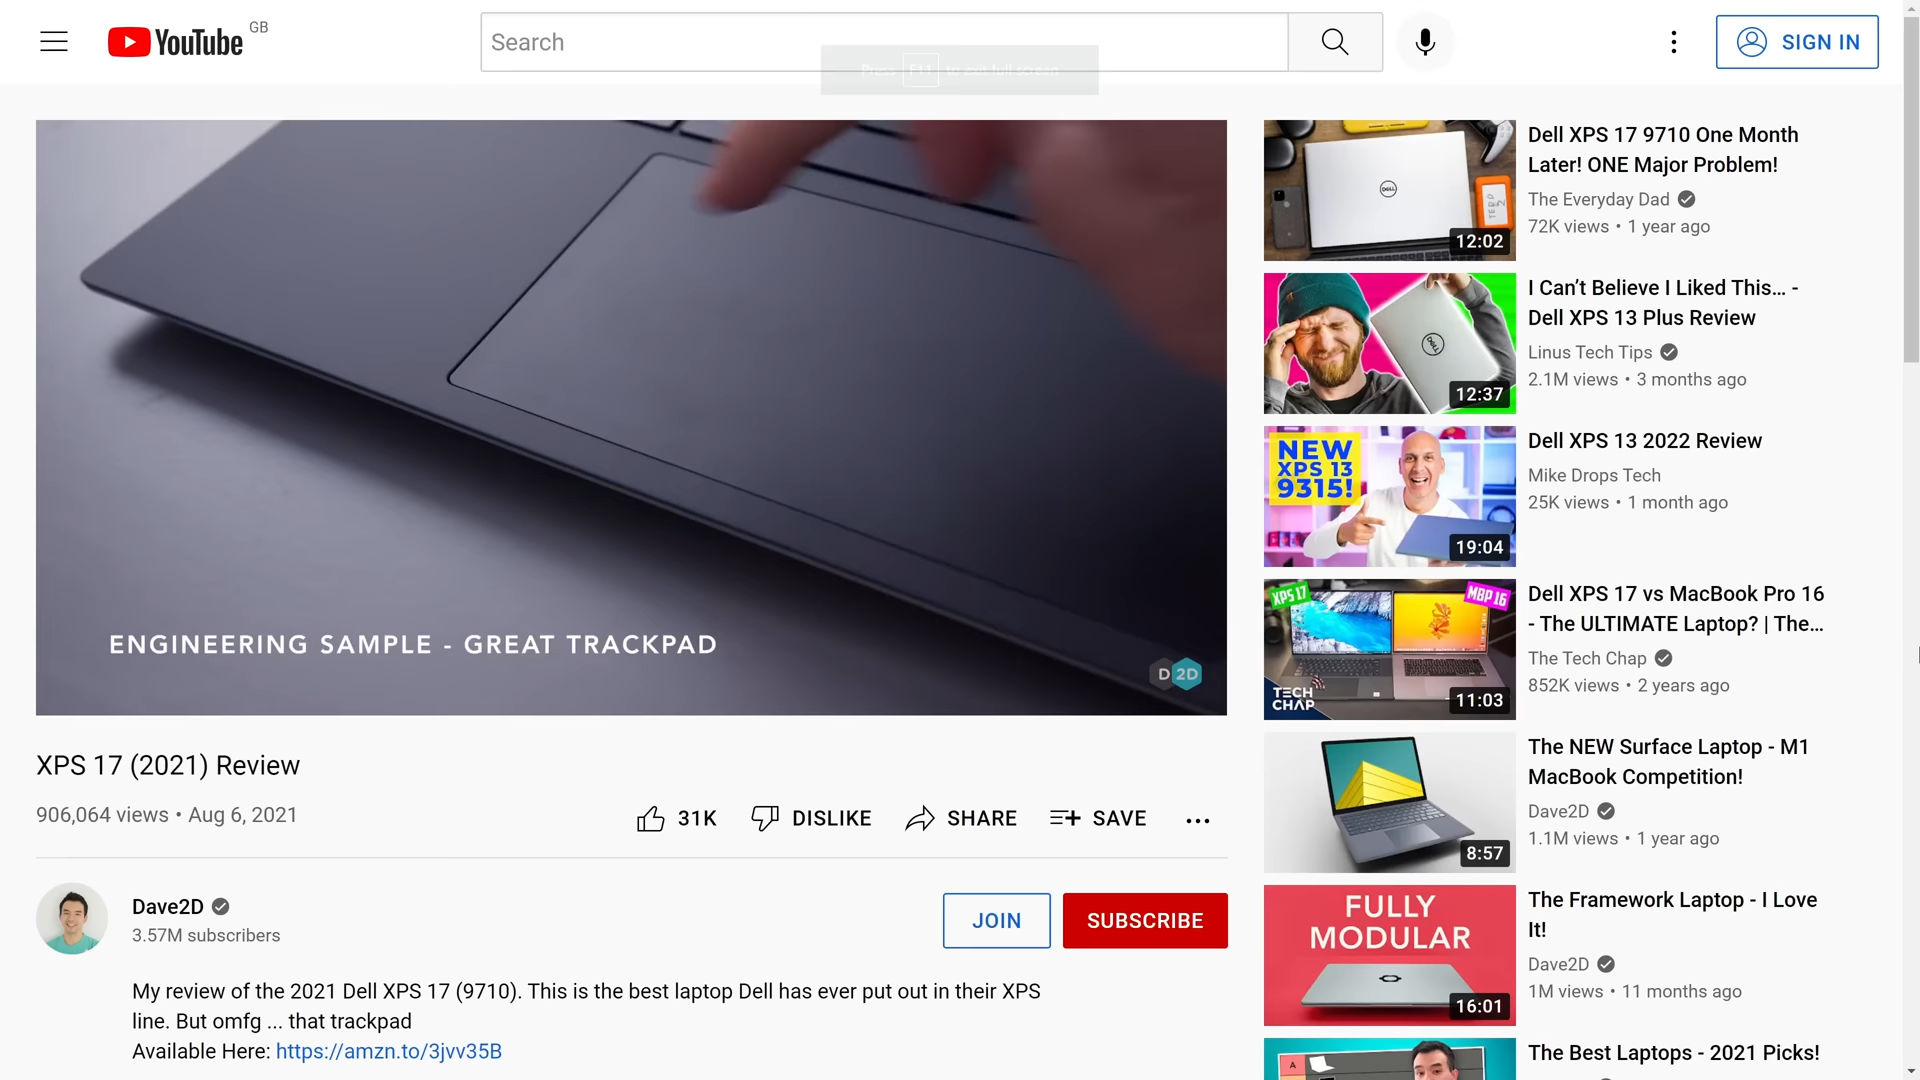 YouTube GB
Search
Press F11 to exit full screen
SIGN IN
ENGINEERING SAMPLE - GREAT TRACKPAD
D2D
XPS 17 (2021) Review
906,064 views • Aug 6, 2021
31K
DISLIKE
SHARE
SAVE
Dave2D
3.57M subscribers
JOIN
SUBSCRIBE
My review of the 2021 Dell XPS 17 (9710). This is the best laptop Dell has ever put out in their XPS
line. But omfg ... that trackpad
Available Here: https://amzn.to/3jvv35B
DELL
12:02
Dell XPS 17 9710 One Month
Later! ONE Major Problem!
The Everyday Dad
72K views • 1 year ago
DELL
12:37
I Can’t Believe I Liked This… -
Dell XPS 13 Plus Review
Linus Tech Tips
2.1M views • 3 months ago
NEW
XPS 13
9315!
19:04
Dell XPS 13 2022 Review
Mike Drops Tech
25K views • 1 month ago
XPS 17
MBP 16
TECH
CHAP
11:03
Dell XPS 17 vs MacBook Pro 16
- The ULTIMATE Laptop? | The...
The Tech Chap
852K views • 2 years ago
8:57
The NEW Surface Laptop - M1
MacBook Competition!
Dave2D
1.1M views • 1 year ago
FULLY
MODULAR
16:01
The Framework Laptop - I Love
It!
Dave2D
1M views • 11 months ago
A
The Best Laptops - 2021 Picks!